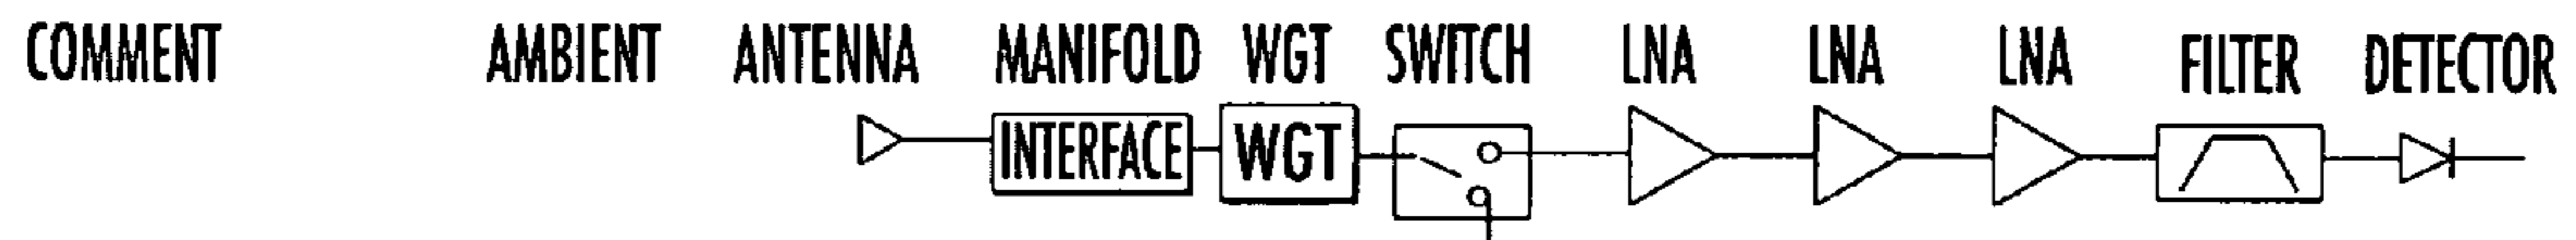 COMMENT AMBIENT ANTENNA MANIFOLD WGT SWITCH LNA LNA LNA FILTER DETECTOR
INTERFACE WGT